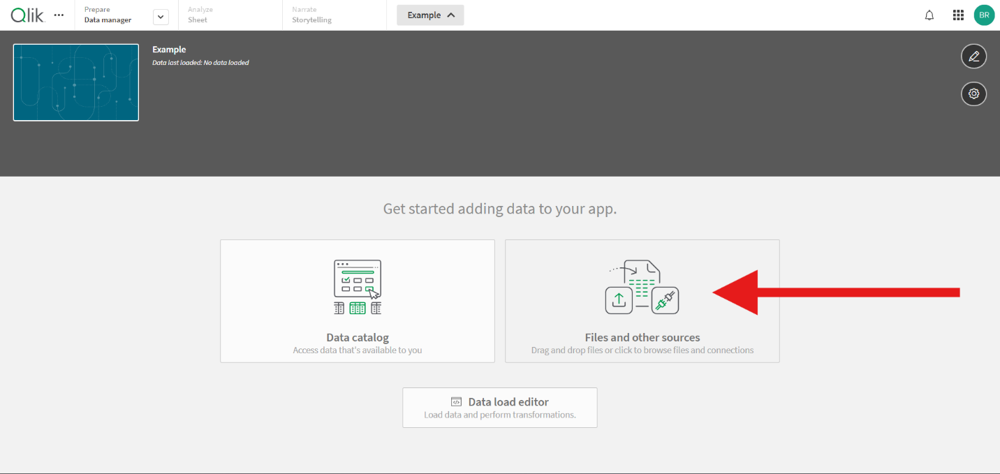 Qlik
Prepare
Data manager
Analyze
Sheet
Narrate
Storytelling
Example
BR
Example
Data last loaded: No data loaded
Get started adding data to your app.
Data catalog
Access data that's available to you
Files and other sources
Drag and drop files or click to browse files and connections
Data load editor
Load data and perform transformations.